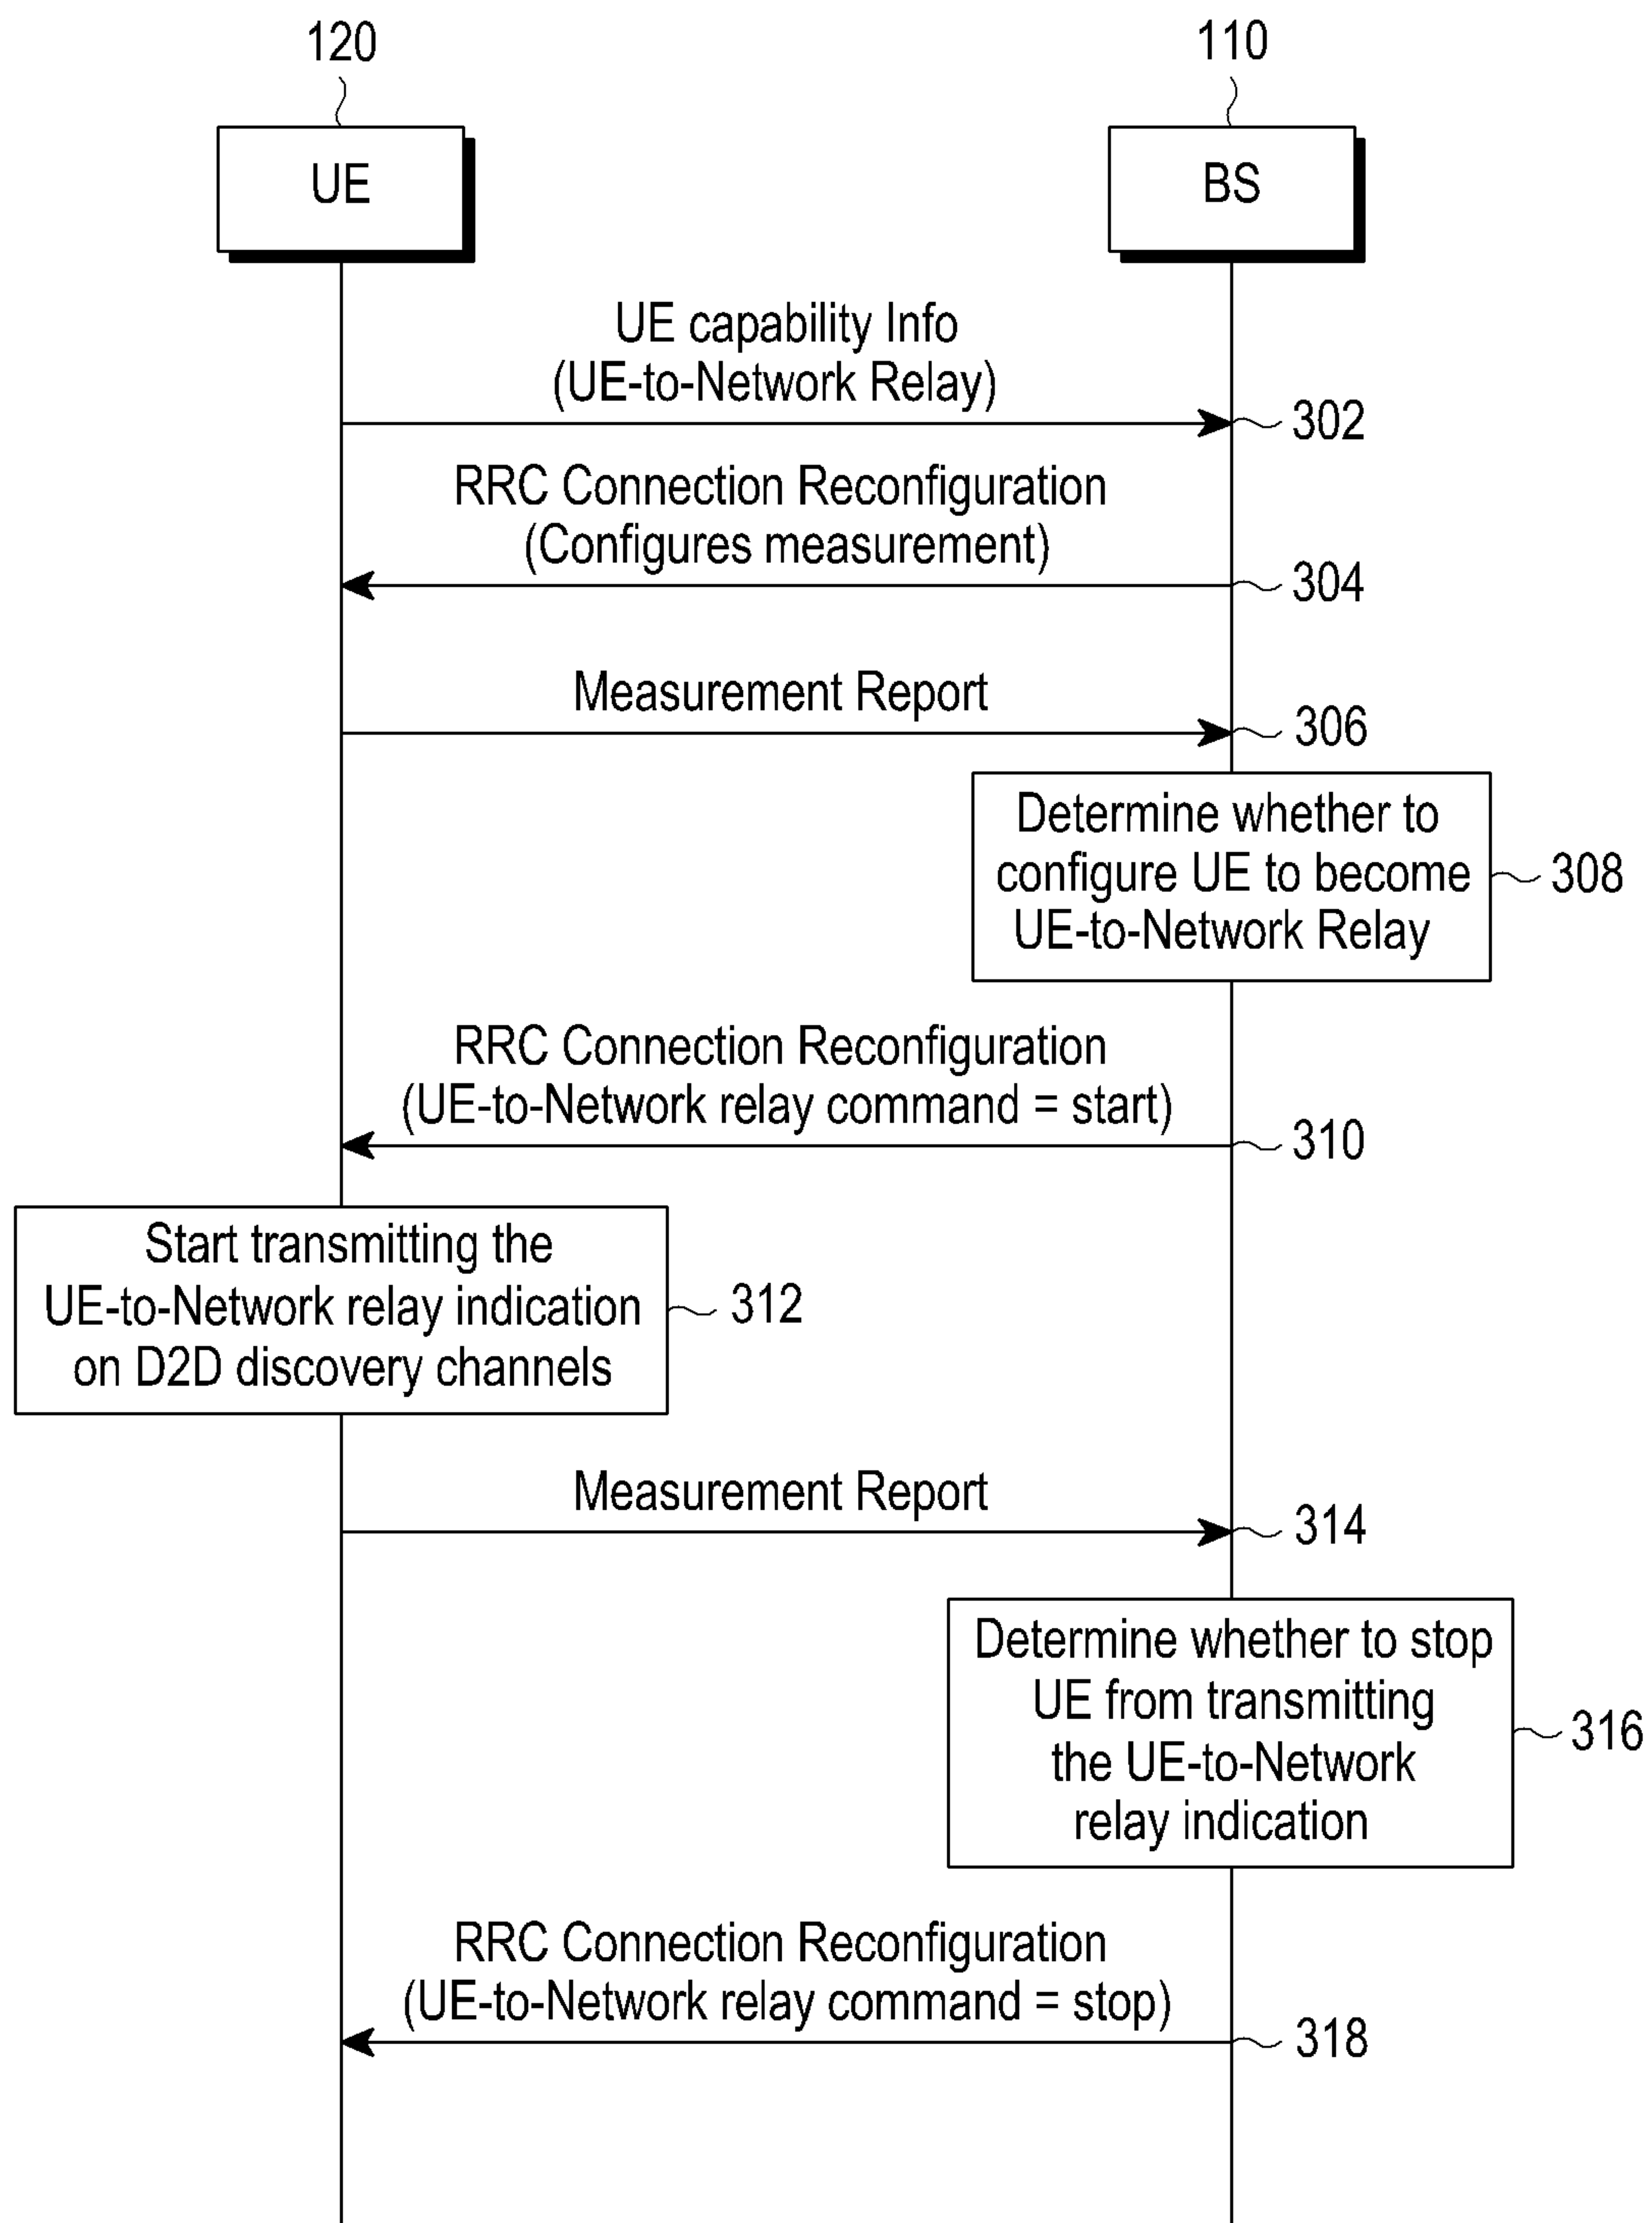 120
110
UE
BS
UE capability Info
(UE-to-Network Relay)
302
RRC Connection Reconfiguration
(Configures measurement)
304
Measurement Report
306
Determine whether to
configure UE to become
UE-to-Network Relay
308
RRC Connection Reconfiguration
(UE-to-Network relay command = start)
310
Start transmitting the
UE-to-Network relay indication
on D2D discovery channels
312
Measurement Report
314
Determine whether to stop
UE from transmitting
the UE-to-Network
relay indication
316
RRC Connection Reconfiguration
(UE-to-Network relay command = stop)
318